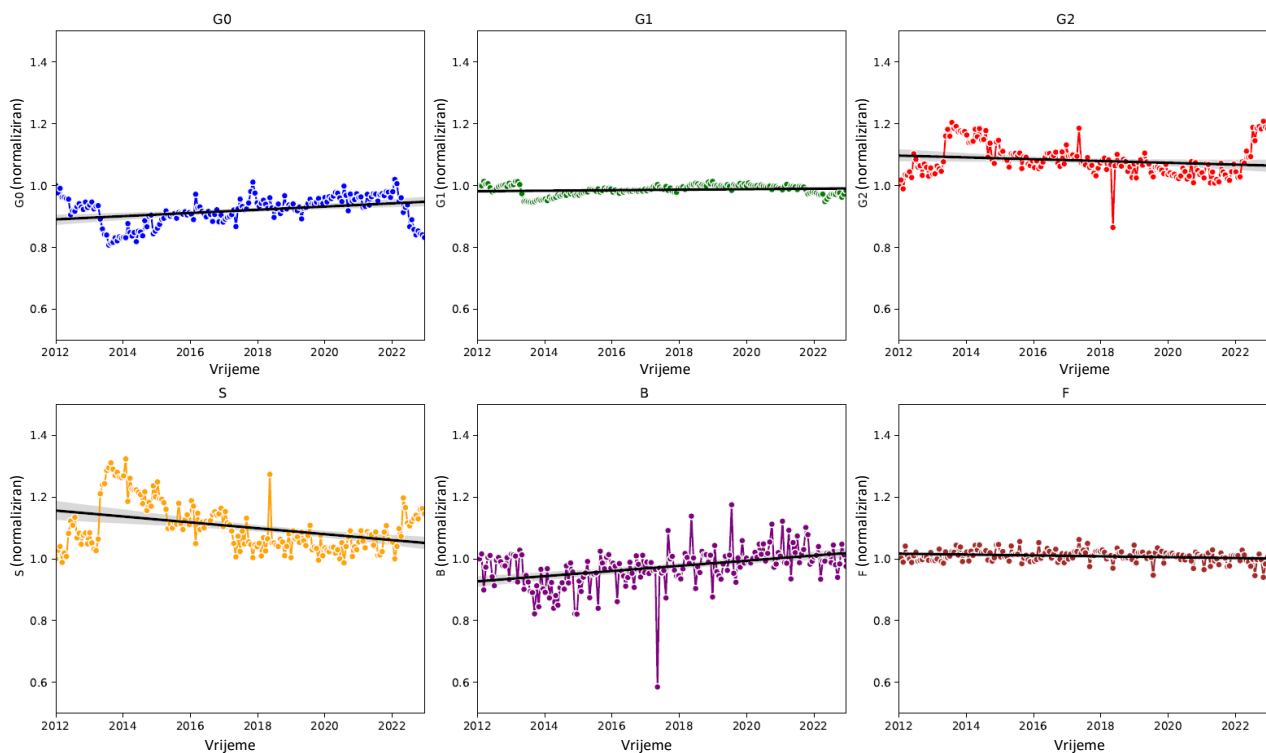 G0
G0 (normaliziran)
1.4
1.2
1.0
0.8
0.6
2012 2014 2016 2018 2020 2022
Vrijeme
G1
G1 (normaliziran)
1.4
1.2
1.0
0.8
0.6
2012 2014 2016 2018 2020 2022
Vrijeme
G2
G2 (normaliziran)
1.4
1.2
1.0
0.8
0.6
2012 2014 2016 2018 2020 2022
Vrijeme
S
S (normaliziran)
1.4
1.2
1.0
0.8
0.6
2012 2014 2016 2018 2020 2022
Vrijeme
B
B (normaliziran)
1.4
1.2
1.0
0.8
0.6
2012 2014 2016 2018 2020 2022
Vrijeme
F
F (normaliziran)
1.4
1.2
1.0
0.8
0.6
2012 2014 2016 2018 2020 2022
Vrijeme